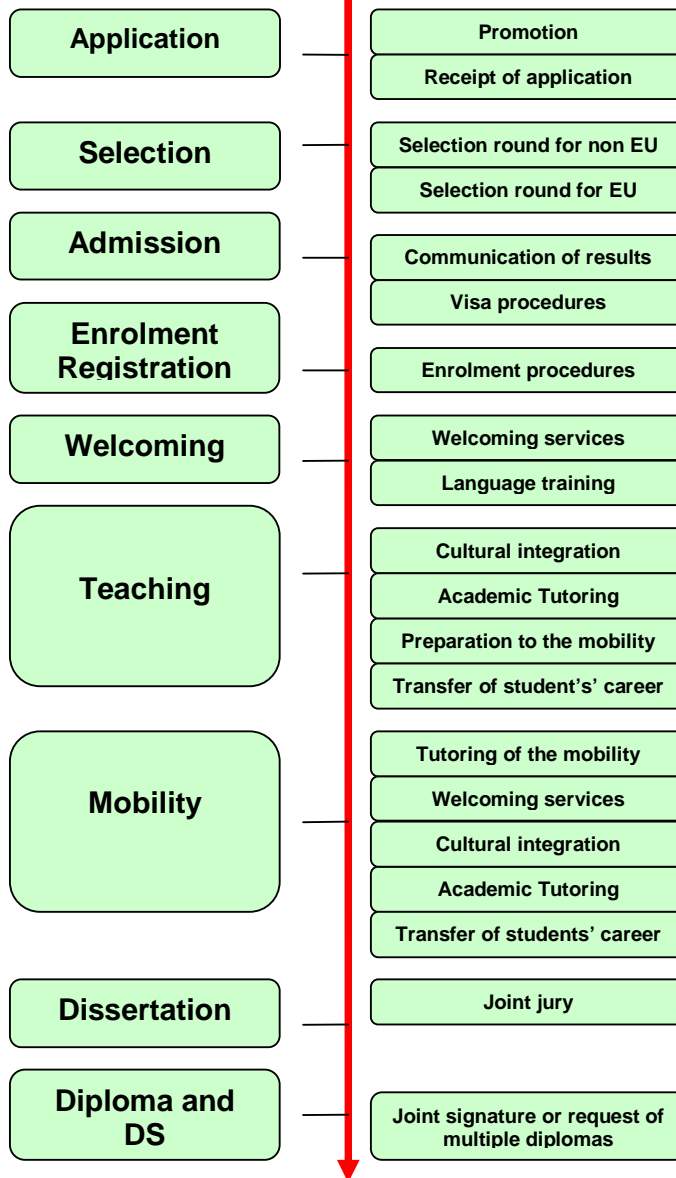 Application
Promotion
Receipt of application
Selection
Selection round for non EU
Selection round for EU
Admission
Communication of results
Visa procedures
Enrolment
Registration
Enrolment procedures
Welcoming
Welcoming services
Language training
Teaching
Cultural integration
Academic Tutoring
Preparation to the mobility
Transfer of student's' career
Mobility
Tutoring of the mobility
Welcoming services
Cultural integration
Academic Tutoring
Transfer of students' career
Dissertation
Joint jury
Diploma and
DS
Joint signature or request of
multiple diplomas